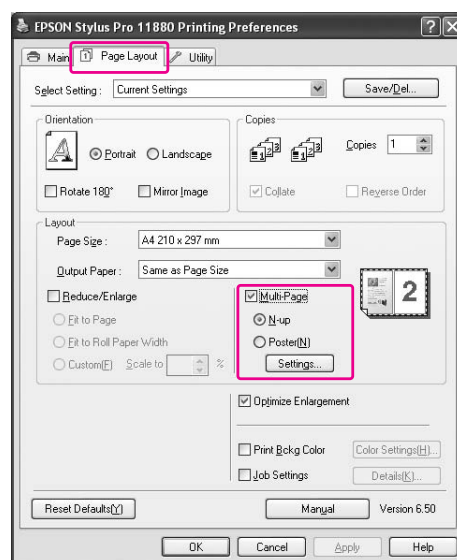 EPSON Stylus Pro 11880 Printing Preferences
Main Page Layout Utility
Select Setting : Current Settings Save/Del...
Orientation Copies
Portrait Landscape Copies 1
Rotate 180° Mirror Image Collate Reverse Order
Layout
Page Size : A4 210 x 297 mm
Output Paper : Same as Page Size
Reduce/Enlarge Multi-Page
Fit to Page N-up
Fit to Roll Paper Width Poster(N)
Custom(F) Scale to % Settings...
2
Optimize Enlargement
Print Bckg Color Color Settings(H)...
Job Settings Details(K)...
Reset Defaults(Y) Manual Version 6.50
OK Cancel Apply Help